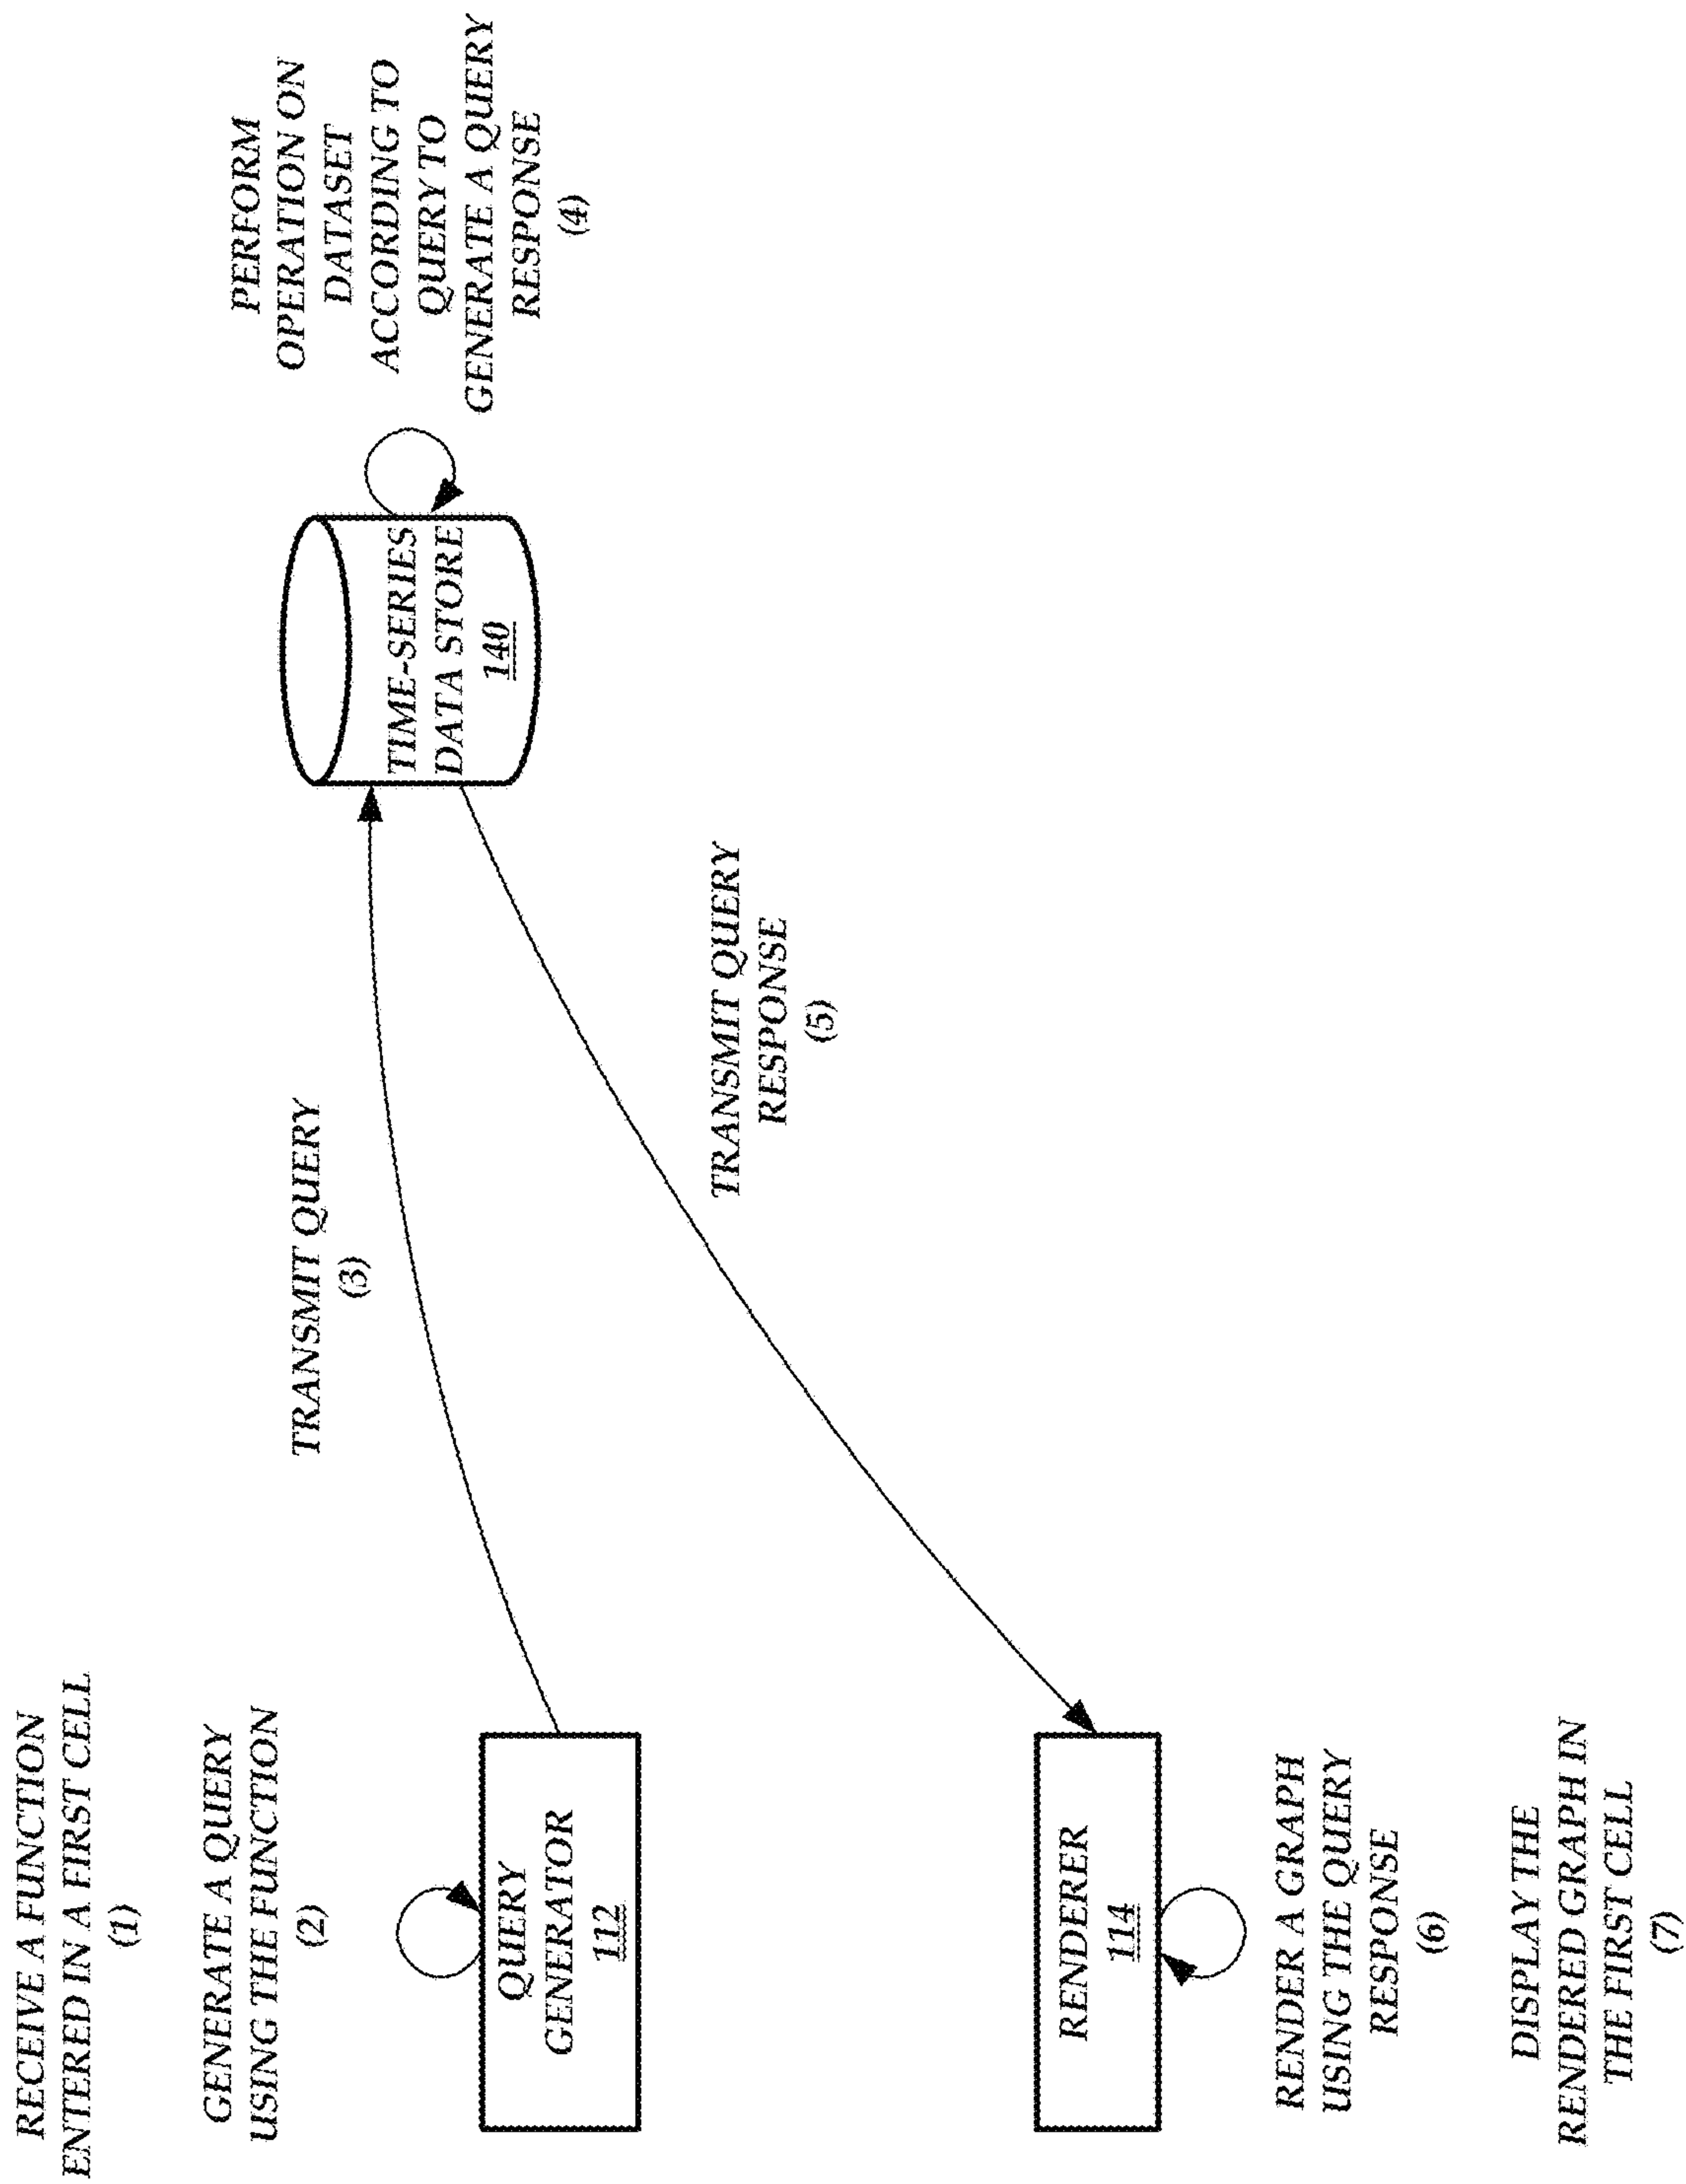 RECEIVE A FUNCTION
ENTERED IN A FIRST CELL
(1)
GENERATE A QUERY
USING THE FUNCTION
(2)
QUERY
GENERATOR
112
TRANSMIT QUERY
(3)
TIME-SERIES
DATA STORE
140
PERFORM
OPERATION ON
DATASET
ACCORDING TO
QUERY TO
GENERATE A QUERY
RESPONSE
(4)
TRANSMIT QUERY
RESPONSE
(5)
RENDERER
114
RENDER A GRAPH
USING THE QUERY
RESPONSE
(6)
DISPLAY THE
RENDERED GRAPH IN
THE FIRST CELL
(7)